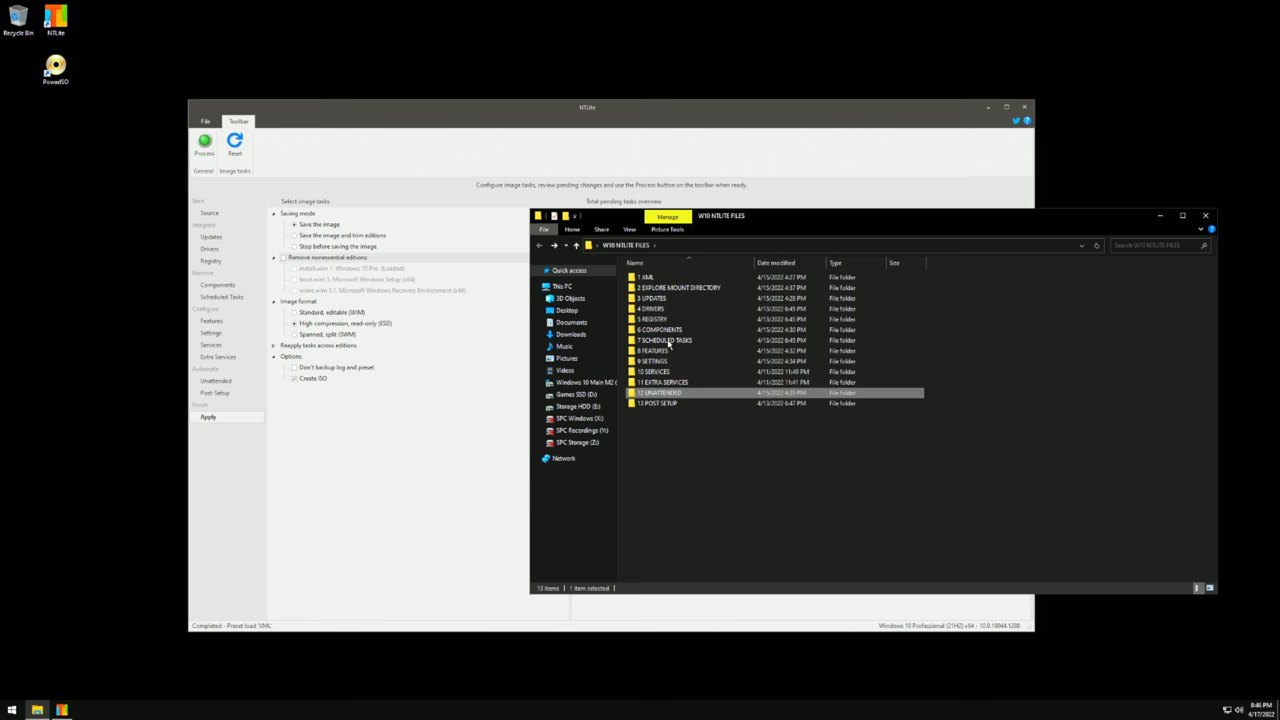 Recycle Bin
NTLite
PowerISO
NTLite
File
Toolbar
Process
Reset
General
Image tasks
Configure image tasks, review pending changes and use the Process button on the toolbar when ready.
Start
Source
Integrate
Updates
Drivers
Registry
Remove
Components
Scheduled Tasks
Configure
Features
Settings
Services
Extra Services
Automate
Unattended
Post-Setup
Finish
Apply
Select image tasks
Saving mode
Save the image
Save the image and trim editions
Stop before saving the image
Remove nonessential editions
install.wim 1. Windows 10 Pro (Loaded)
boot.wim 1. Microsoft Windows Setup (x64)
winre.wim 1.1. Microsoft Windows Recovery Environment (x64)
Image format
Standard, editable (WIM)
High compression, read-only (ESD)
Spanned, split (SWM)
Reapply tasks across editions
Options
Don't backup log and preset
Create ISO
Total pending tasks overview
Manage
W10 NTLITE FILES
File
Home
Share
View
Picture Tools
W10 NTLITE FILES
Search W10 NTLITE FILES
Quick access
This PC
3D Objects
Desktop
Documents
Downloads
Music
Pictures
Videos
Windows 10 Main M2 (
Games SSD (D:)
Storage HDD (E:)
SPC Windows (X:)
SPC Recordings (Y:)
SPC Storage (Z:)
Network
Name Date modified Type Size
1 XML 4/15/2022 4:27 PM File folder
2 EXPLORE MOUNT DIRECTORY 4/15/2022 4:37 PM File folder
3 UPDATES 4/15/2022 4:28 PM File folder
4 DRIVERS 4/13/2022 6:45 PM File folder
5 REGISTRY 4/13/2022 6:45 PM File folder
6 COMPONENTS 4/15/2022 4:30 PM File folder
7 SCHEDULED TASKS 4/13/2022 6:45 PM File folder
8 FEATURES 4/15/2022 4:32 PM File folder
9 SETTINGS 4/15/2022 4:34 PM File folder
10 SERVICES 4/11/2022 11:40 PM File folder
11 EXTRA SERVICES 4/11/2022 11:41 PM File folder
12 UNATTENDED 4/15/2022 4:35 PM File folder
13 POST SETUP 4/13/2022 6:47 PM File folder
13 items
1 item selected
Completed - Preset load 'XML'
Windows 10 Professional (21H2) x64 - 10.0.19044.1288
8:46 PM
4/17/2022